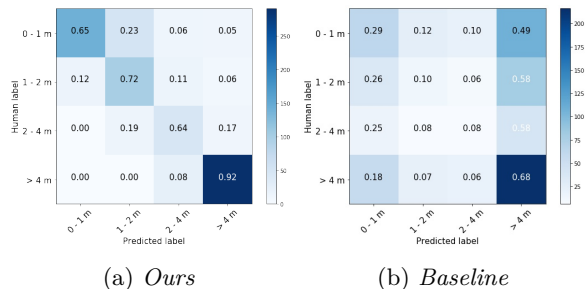 0 - 1 m 0.65 0.23 0.06 0.05
1 - 2 m 0.12 0.72 0.11 0.06
2 - 4 m 0.00 0.19 0.64 0.17
> 4 m 0.00 0.00 0.08 0.92
Human label
0 - 1 m 1 - 2 m 2 - 4 m > 4 m
Predicted label
250
200
150
100
50
0
(a) Ours
0 - 1 m 0.29 0.12 0.10 0.49
1 - 2 m 0.26 0.10 0.06 0.58
2 - 4 m 0.25 0.08 0.08 0.58
> 4 m 0.18 0.07 0.06 0.68
Human label
0 - 1 m 1 - 2 m 2 - 4 m > 4 m
Predicted label
200
175
150
125
100
75
50
25
(b) Baseline